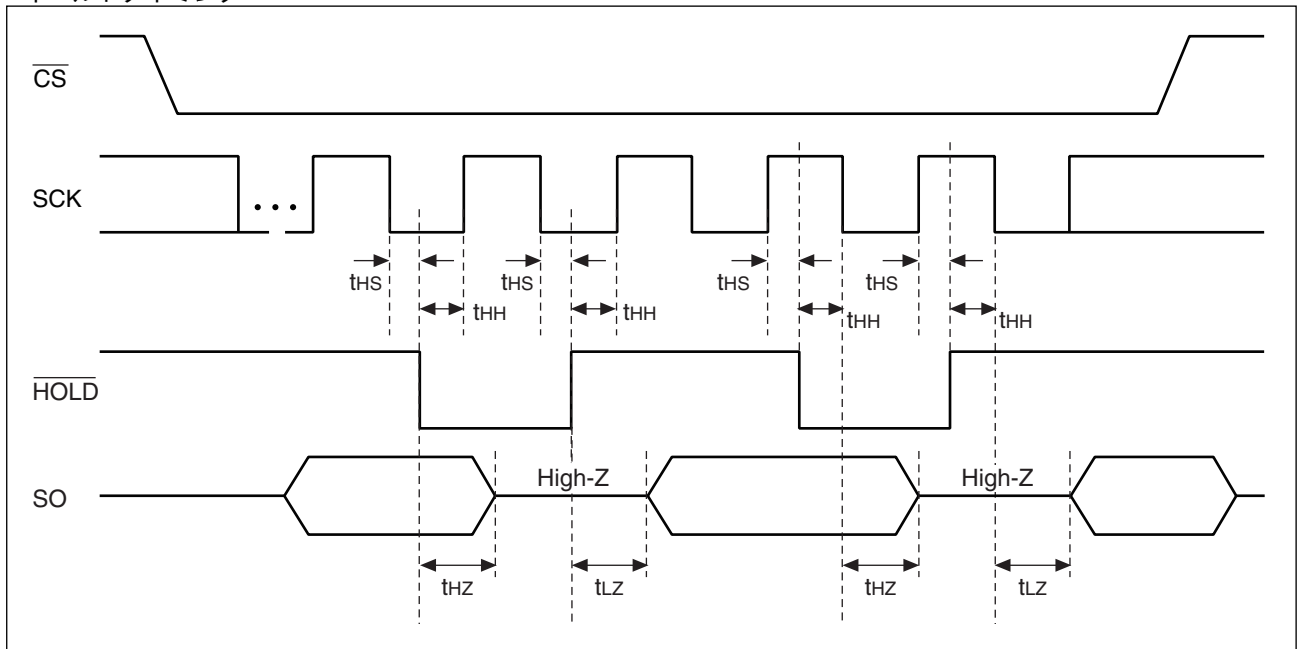 CS
SCK
• • •
tHS
tHS
tHS
tHS
tHH
tHH
tHH
tHH
HOLD
High-Z
High-Z
SO
tHZ
tLZ
tHZ
tLZ